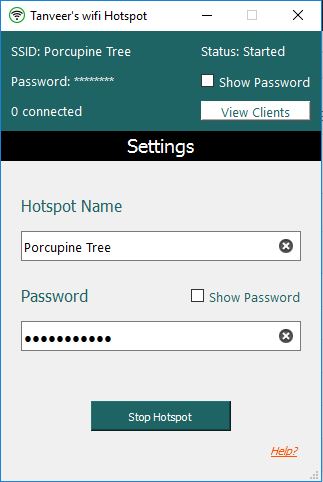 Tanveer's wifi Hotspot
SSID: Porcupine Tree Status: Started
Password: ******** Show Password
0 connected View Clients
Settings
Hotspot Name
Porcupine Tree
Password Show Password
●●●●●●●●●●●
Stop Hotspot
Help?